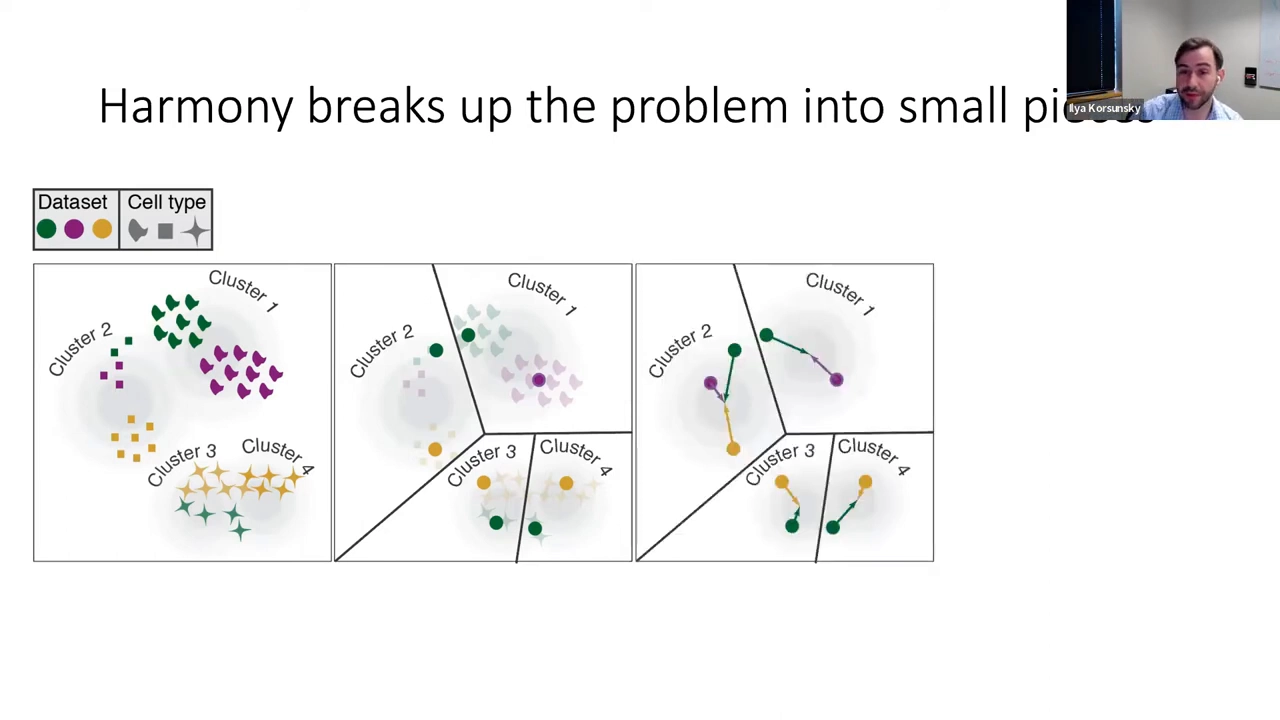 Harmony breaks up the problem into small
Ilya Korsunsky
Dataset
Cell type
Cluster 1
Cluster 2
Cluster 3
Cluster 4
Cluster 1
Cluster 2
Cluster 3
Cluster 4
Cluster 1
Cluster 2
Cluster 3
Cluster 4